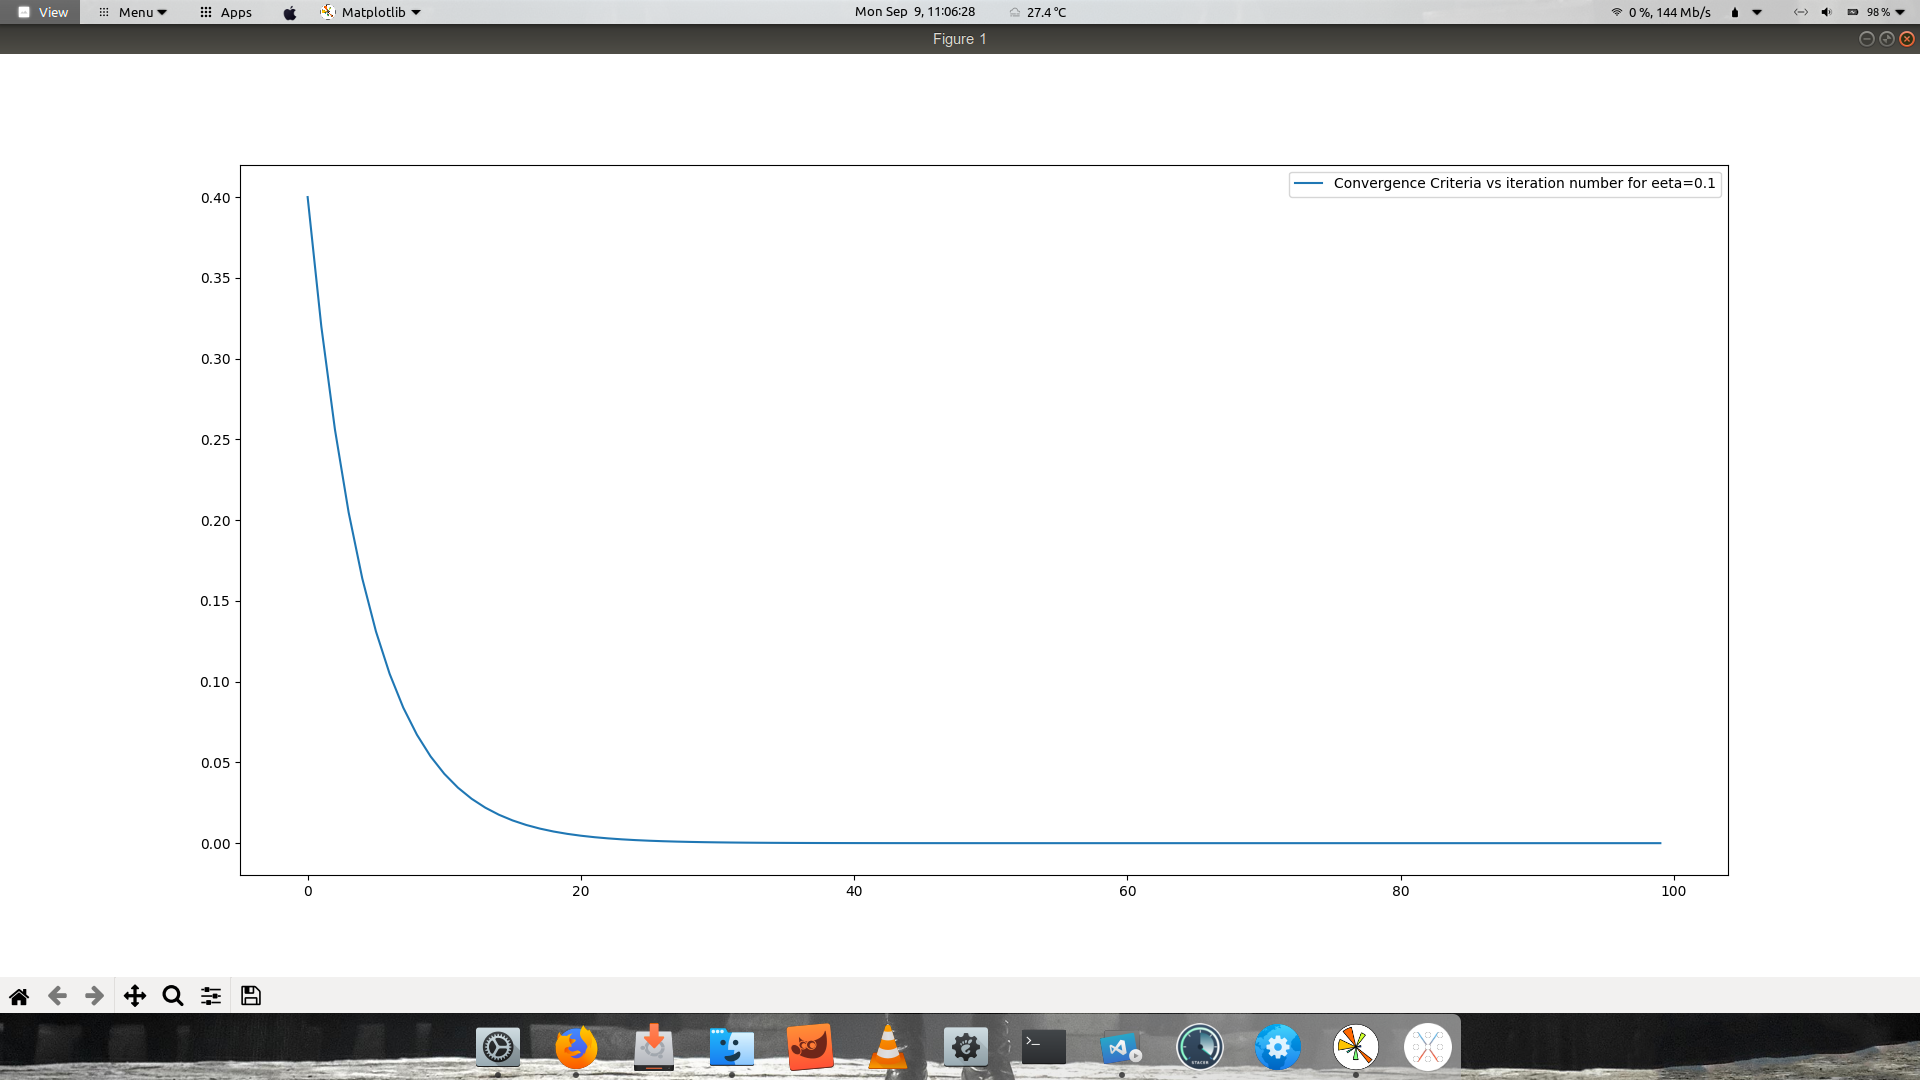 View Menu Apps Matplotlib Mon Sep 9, 11:06:28 27.4 °C 0 %, 144 Mb/s 98 %
Figure 1
Convergence Criteria vs iteration number for eeta=0.1
0.40
0.35
0.30
0.25
0.20
0.15
0.10
0.05
0.00
0 20 40 60 80 100
STACER